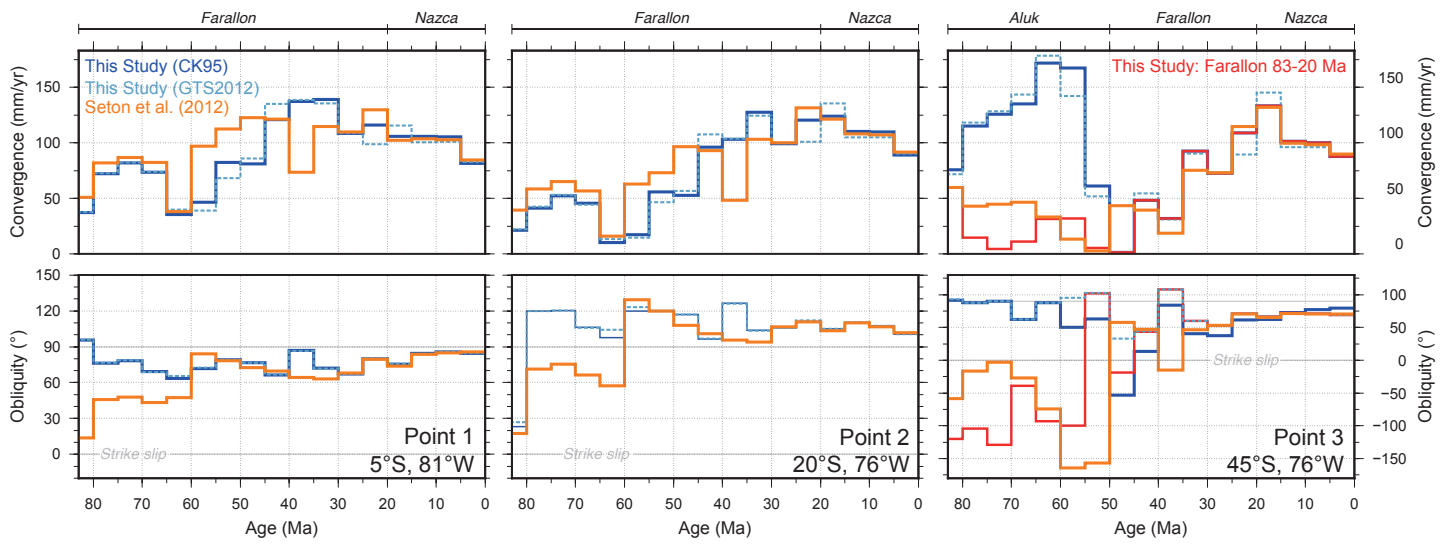 Farallon Nazca Farallon Nazca Aluk Farallon Nazca
Convergence (mm/yr)
150
100
50
0
This Study (CK95)
This Study (GTS2012)
Seton et al. (2012)
This Study: Farallon 83-20 Ma
150
100
50
0
Convergence (mm/yr)
Obliquity (°)
150
120
90
60
30
0
Strike slip
Point 1
5°S, 81°W
Strike slip
Point 2
20°S, 76°W
Strike slip
Point 3
45°S, 76°W
100
50
0
−50
−100
−150
Obliquity (°)
80 70 60 50 40 30 20 10 0 80 70 60 50 40 30 20 10 0 80 70 60 50 40 30 20 10 0
Age (Ma) Age (Ma) Age (Ma)